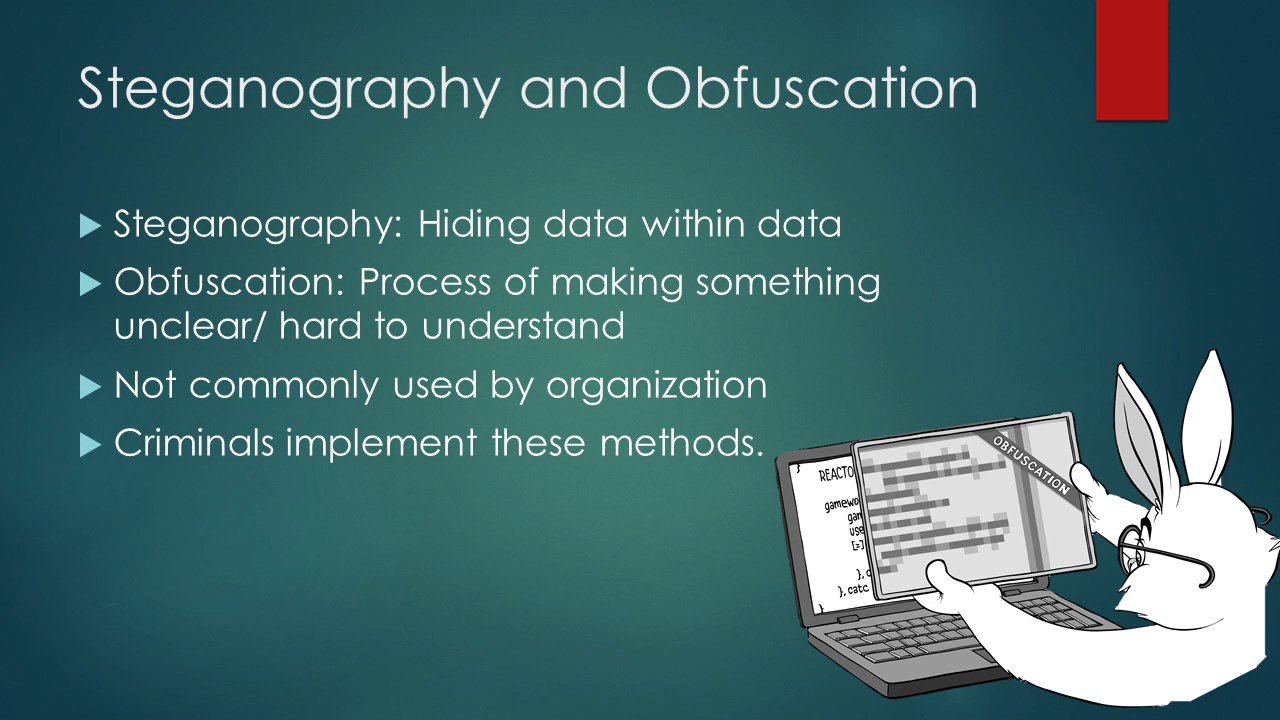 Steganography and Obfuscation
Steganography: Hiding data within data
Obfuscation: Process of making something
unclear/ hard to understand
Not commonly used by organization
Criminals implement these methods.
OBFUSCATION
}
REACTO
gamewo
gam
use
[=]
},c
},catc
}